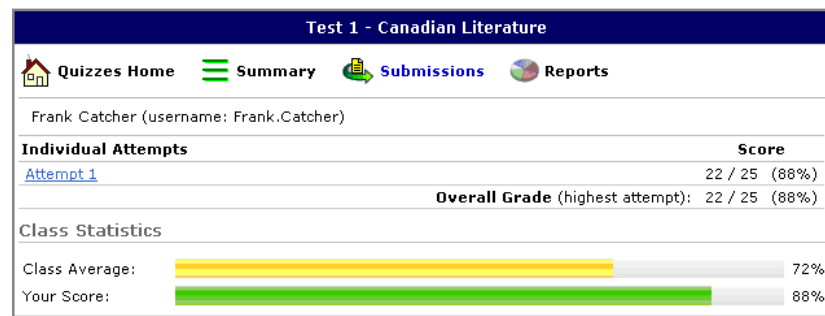 Test 1 - Canadian Literature
Quizzes Home Summary Submissions Reports
Frank Catcher (username: Frank.Catcher)
Individual Attempts Score
Attempt 1 22 / 25 (88%)
Overall Grade (highest attempt): 22 / 25 (88%)
Class Statistics
Class Average: 72%
Your Score: 88%